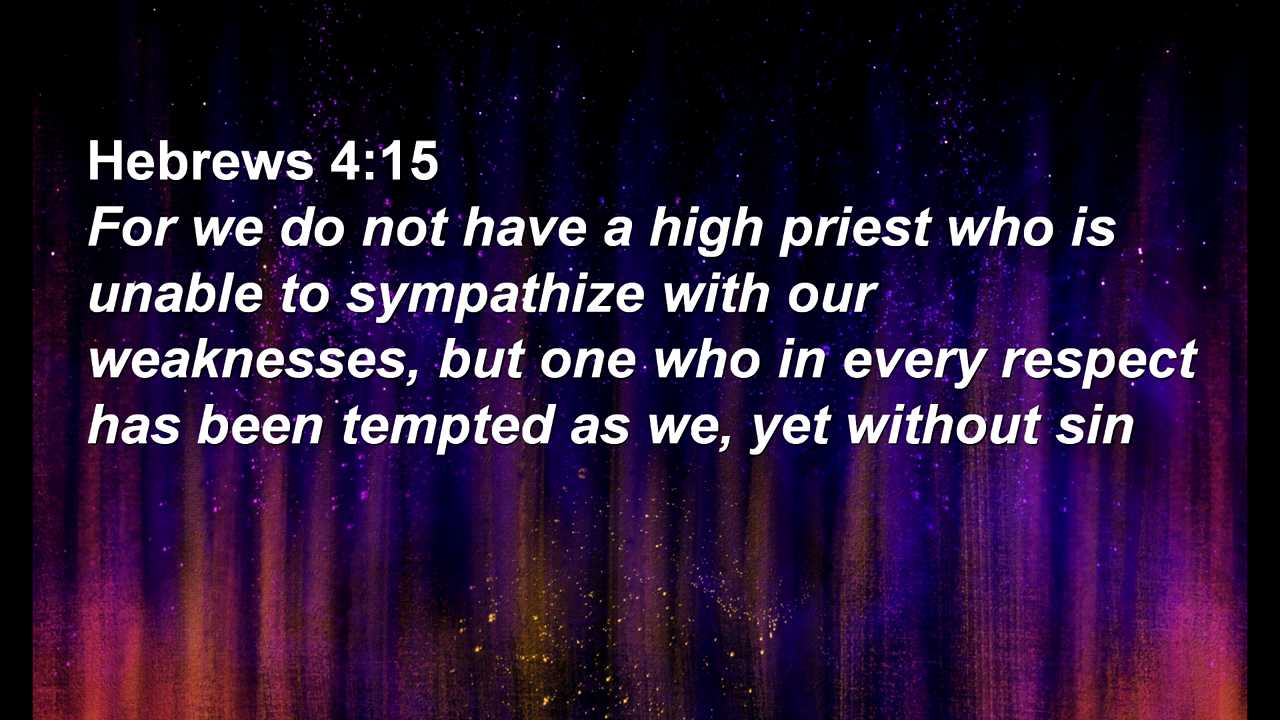 Hebrews 4:15
For we do not have a high priest who is
unable to sympathize with our
weaknesses, but one who in every respect
has been tempted as we, yet without sin